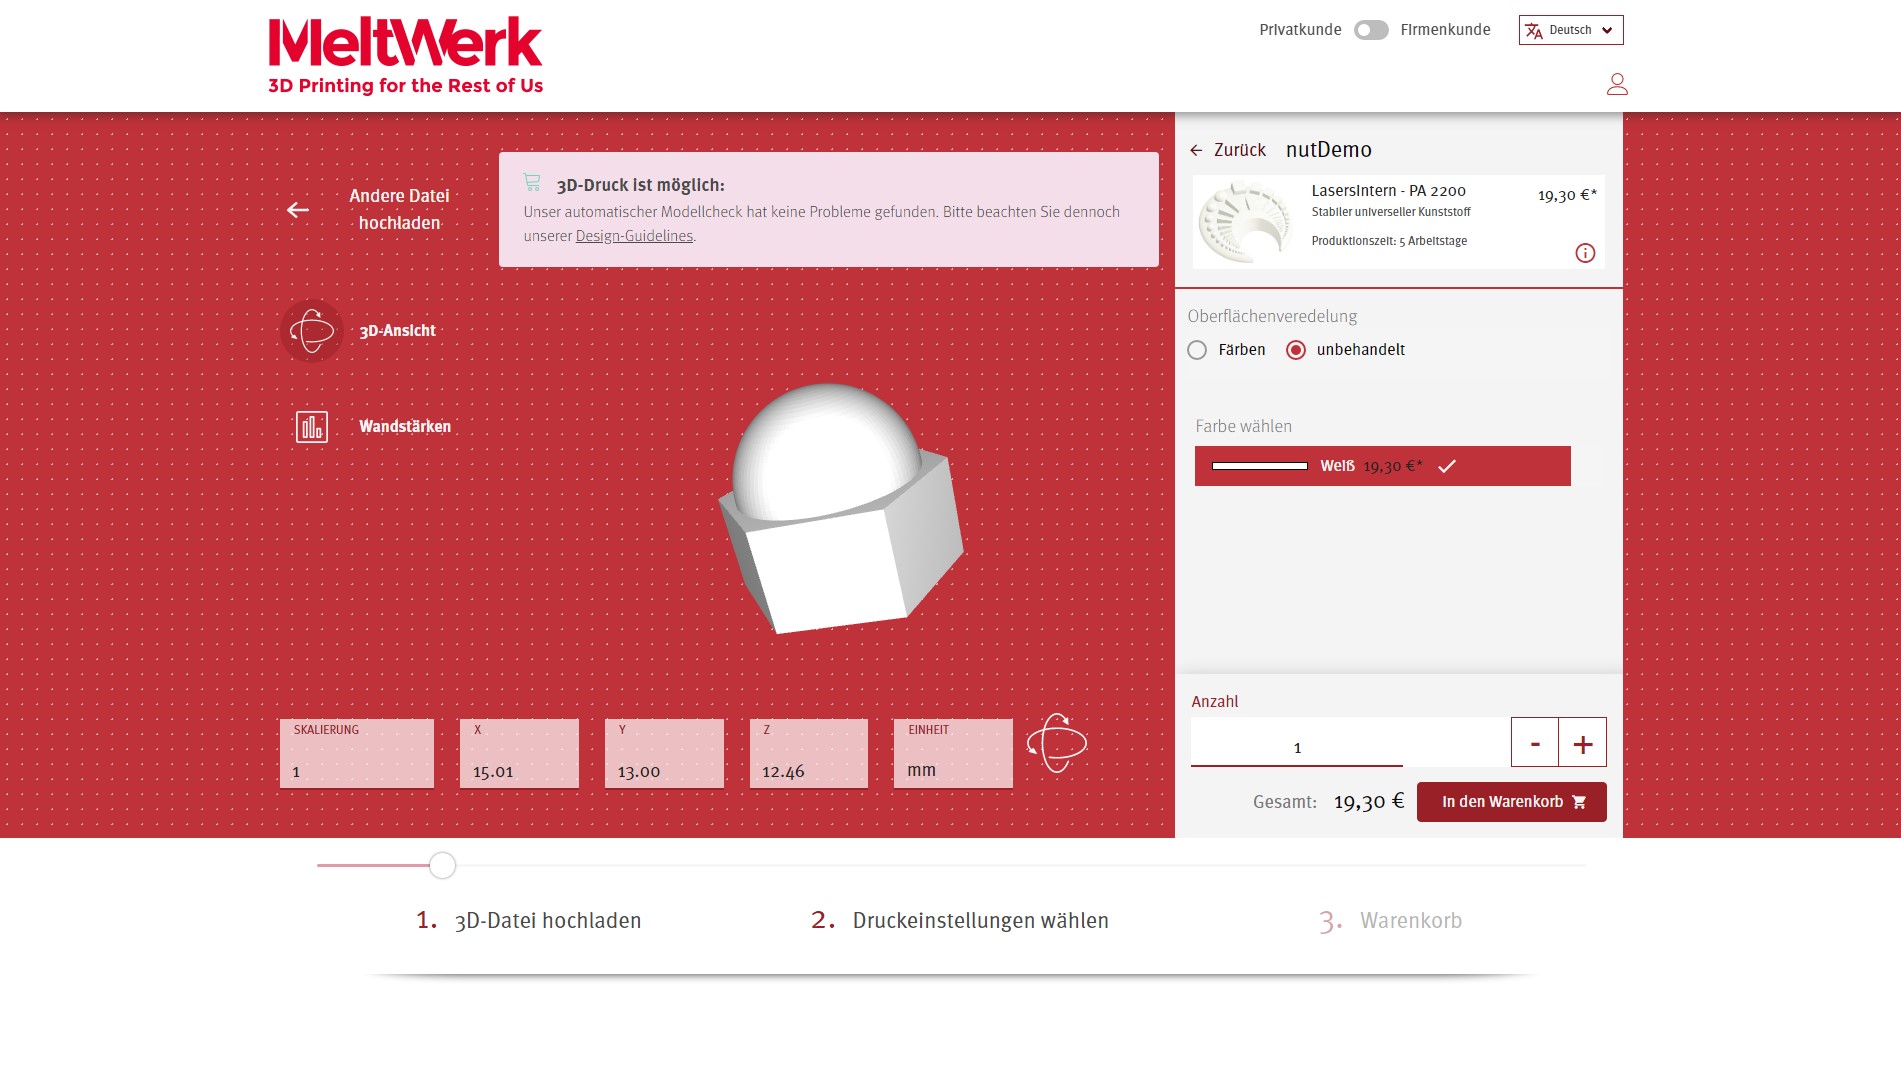 MeltWerk
3D Printing for the Rest of Us
Privatkunde
Firmenkunde
Deutsch
Andere Datei
hochladen
3D-Druck ist möglich:
Unser automatischer Modellcheck hat keine Probleme gefunden. Bitte beachten Sie dennoch
unserer Design-Guidelines.
3D-Ansicht
Wandstärken
SKALIERUNG
1
X
15.01
Y
13.00
Z
12.46
EINHEIT
mm
Zurück
nutDemo
LasersIntern - PA 2200
19,30 €*
Stabiler universeller Kunststoff
Produktionszeit: 5 Arbeitstage
Oberflächenveredelung
Färben
unbehandelt
Farbe wählen
Weiß 19,30 €*
Anzahl
1
-
+
Gesamt: 19,30 €
In den Warenkorb
1. 3D-Datei hochladen
2. Druckeinstellungen wählen
3. Warenkorb